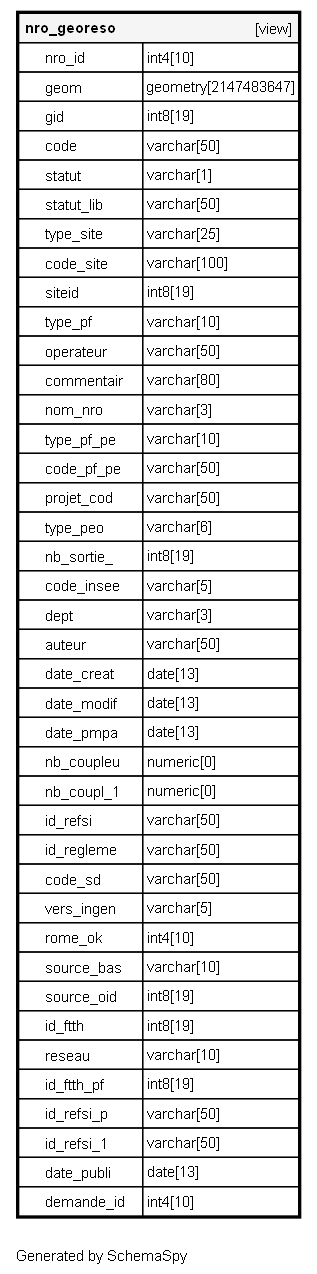 nro_georeso [view]
nro_id int4[10]
geom geometry[2147483647]
gid int8[19]
code varchar[50]
statut varchar[1]
statut_lib varchar[50]
type_site varchar[25]
code_site varchar[100]
siteid int8[19]
type_pf varchar[10]
operateur varchar[50]
commentair varchar[80]
nom_nro varchar[3]
type_pf_pe varchar[10]
code_pf_pe varchar[50]
projet_cod varchar[50]
type_peo varchar[6]
nb_sortie_ int8[19]
code_insee varchar[5]
dept varchar[3]
auteur varchar[50]
date_creat date[13]
date_modif date[13]
date_pmpa date[13]
nb_coupleu numeric[0]
nb_coupl_1 numeric[0]
id_refsi varchar[50]
id_regleme varchar[50]
code_sd varchar[50]
vers_ingen varchar[5]
rome_ok int4[10]
source_bas varchar[10]
source_oid int8[19]
id_ftth int8[19]
reseau varchar[10]
id_ftth_pf int8[19]
id_refsi_p varchar[50]
id_refsi_1 varchar[50]
date_publi date[13]
demande_id int4[10]
Generated by SchemaSpy